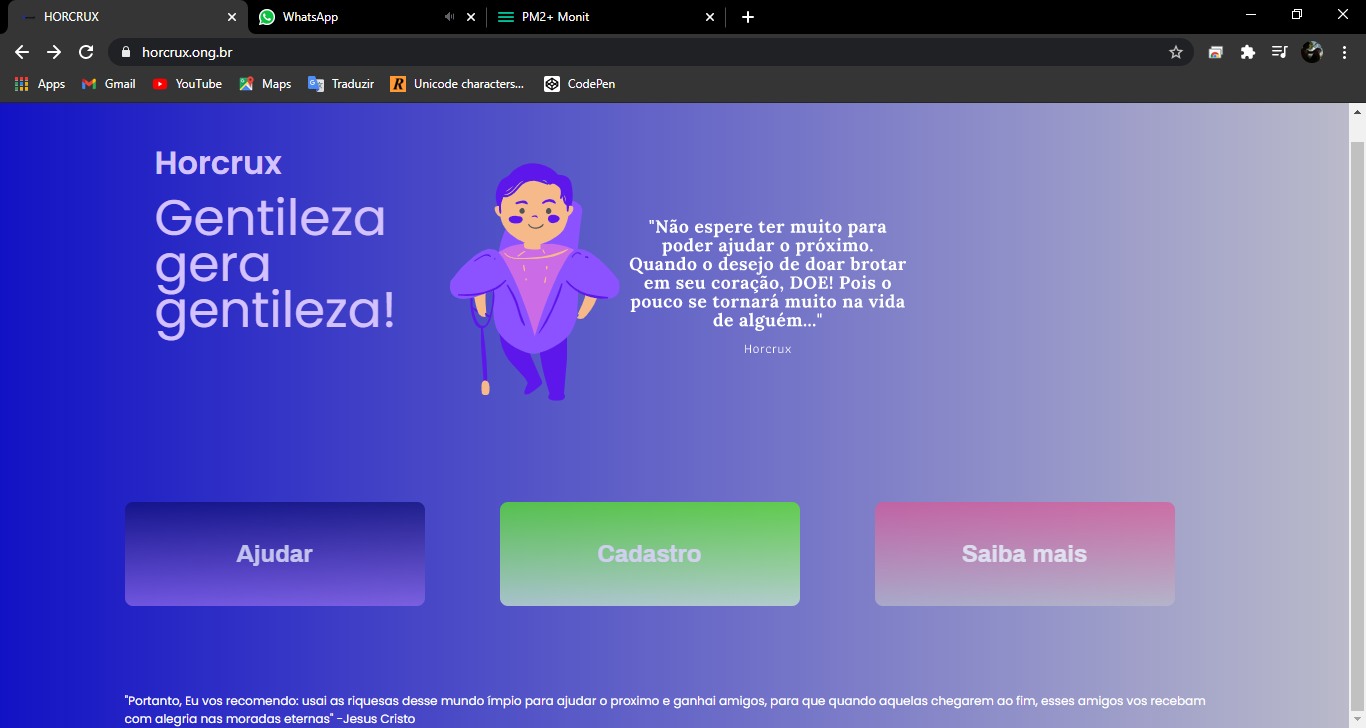 HORCRUX
WhatsApp
PM2+ Monit
horcrux.ong.br
Apps
Gmail
YouTube
Maps
Traduzir
R
Unicode characters...
CodePen
Horcrux
Gentileza
gera
gentileza!
"Não espere ter muito para
poder ajudar o próximo.
Quando o desejo de doar brotar
em seu coração, DOE! Pois o
pouco se tornará muito na vida
de alguém..."
Horcrux
Ajudar
Cadastro
Saiba mais
"Portanto, Eu vos recomendo: usai as riquesas desse mundo ímpio para ajudar o proximo e ganhai amigos, para que quando aquelas chegarem ao fim, esses amigos vos recebam
com alegria nas moradas eternas" -Jesus Cristo